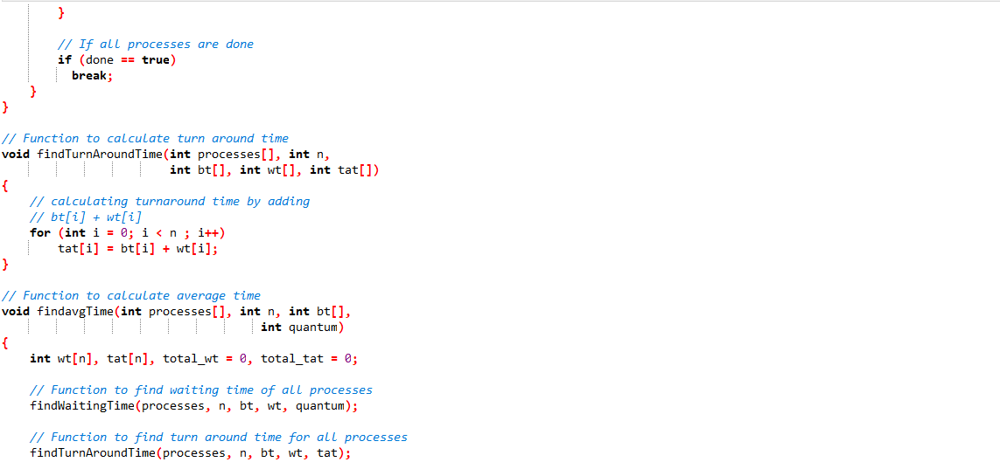 }
// If all processes are done
if (done == true)
break;
}
}
// Function to calculate turn around time
void findTurnAroundTime(int processes[], int n,
int bt[], int wt[], int tat[])
{
// calculating turnaround time by adding
// bt[i] + wt[i]
for (int i = 0; i < n ; i++)
tat[i] = bt[i] + wt[i];
}
// Function to calculate average time
void findavgTime(int processes[], int n, int bt[],
int quantum)
{
int wt[n], tat[n], total_wt = 0, total_tat = 0;
// Function to find waiting time of all processes
findWaitingTime(processes, n, bt, wt, quantum);
// Function to find turn around time for all processes
findTurnAroundTime(processes, n, bt, wt, tat);